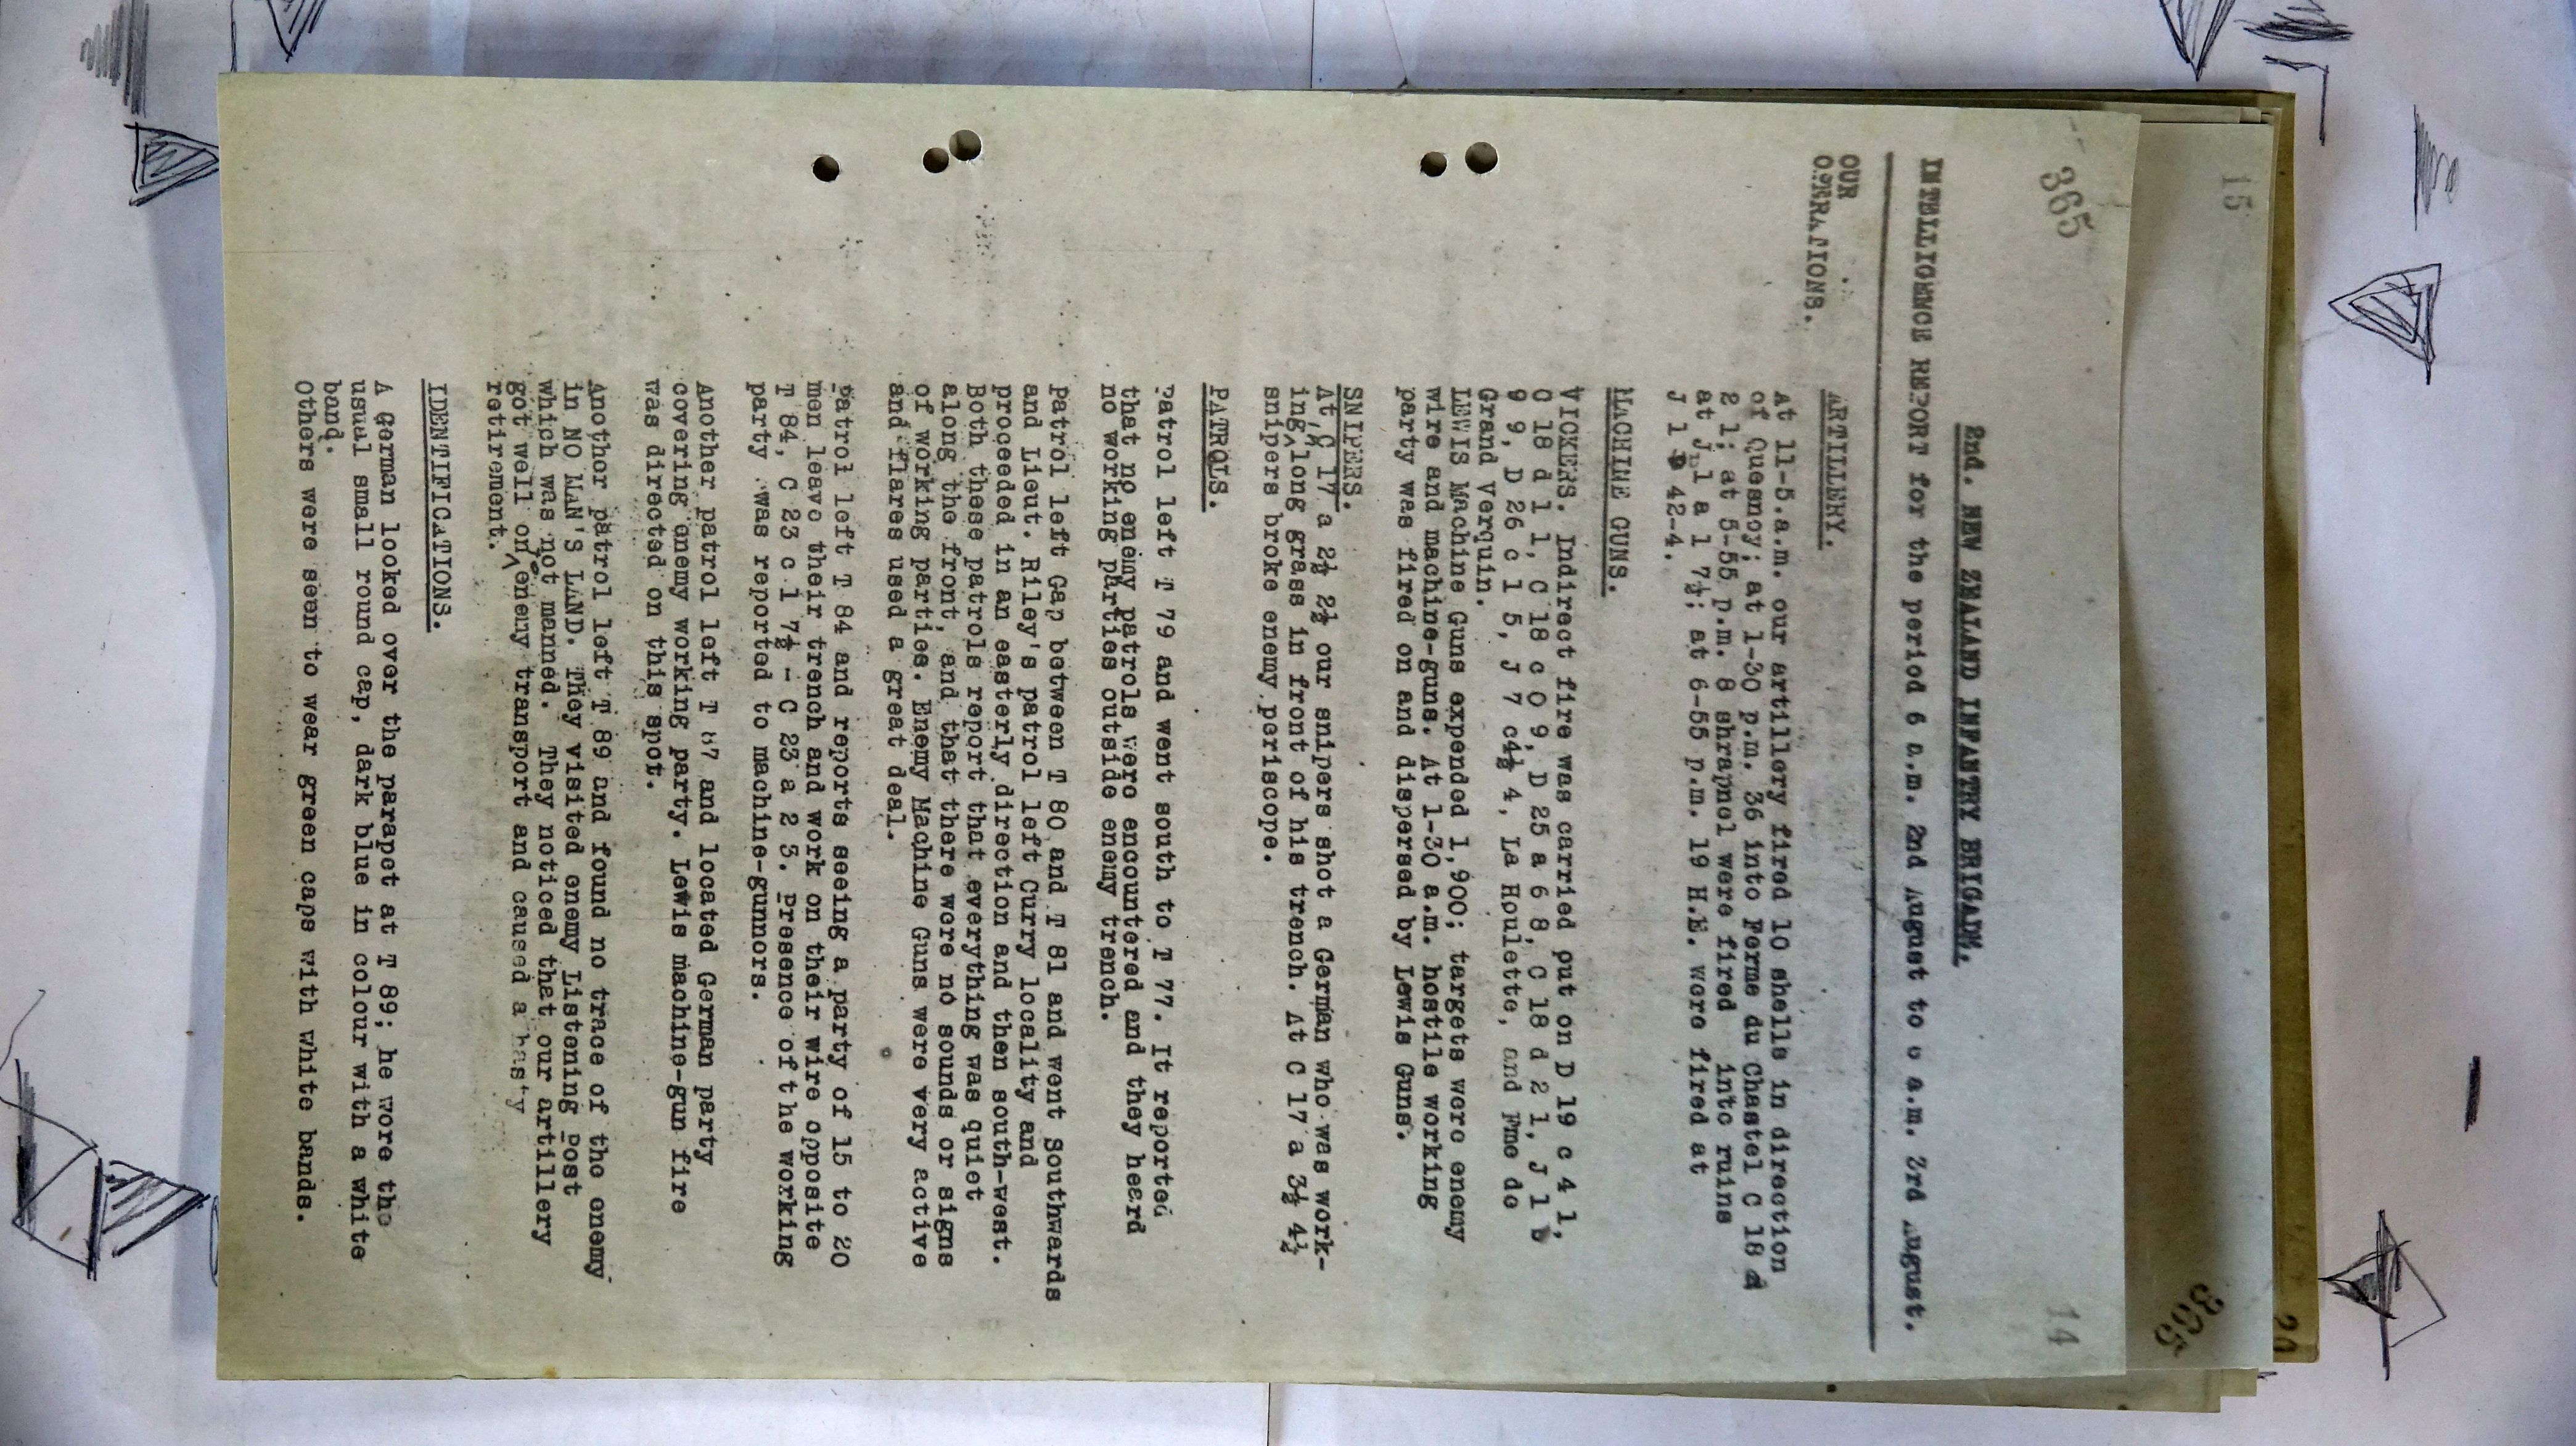 15
365
14
2nd. NEW ZEALAND INFANTRY BRIGADE.
INTELLIGENCE REPORT for the period 6 a.m. 2nd August to 6 a.m. 3rd August.
OUR
OPERATIONS.
ARTILLERY.
At 11-5.a.m. our artillery fired 10 shells in direction
of Quesnoy; at 1-30 p.m. 36 into Ferme du Chastel C 18 d
2 1; at 5-55 p.m. 8 shrapnel were fired into ruins
at J 1 a 1 7½; at 6-55 p.m. 19 H.E. were fired at
J 1 b 42-4.
MACHINE GUNS.
VICKERS. Indirect fire was carried out on D 19 c 4 1,
C 18 d 1 1, C 18 c 0 9, D 25 a 6 8, C 18 d 2 1, J 1 b
9 9, D 26 c 1 5, J 7 c4½ 4, La Houlette, and Fme de
Grand Verquin.
LEWIS Machine Guns expended 1,900; targets were enemy
wire and machine-guns. At 1-30 a.m. hostile working
party was fired on and dispersed by Lewis Guns.
SNIPERS.
At C 17 a 2½ 2½ our snipers shot a German who was work-
ing long grass in front of his trench. At C 17 a 3½ 4½
snipers broke enemy periscope.
PATROLS.
Patrol left T 79 and went south to T 77. It reported
that no enemy patrols were encountered and they heard
no working parties outside enemy trench.
Patrol left Gap between T 80 and T 81 and went Southwards
and Lieut. Riley's patrol left Curry locality and
proceeded in an easterly direction and then south-west.
Both these patrols report that everything was quiet
along the front, and that there were no sounds or signs
of working parties. Enemy Machine Guns were very active
and flares used a great deal.
Patrol left T 84 and reports seeing a party of 15 to 20
men leave their trench and work on their wire opposite
T 84, C 23 c 1 7½ - C 23 a 2 3. Presence of the working
party was reported to machine-gunnors.
Another patrol left T 87 and located German party
covering enemy working party. Lewis machine-gun fire
was directed on this spot.
Another patrol left T 89 and found no trace of the enemy
in NO MAN'S LAND. They visited enemy Listening Post
which was not manned. They noticed that our artillery
got well on to enemy transport and caused a hasty
retirement.
IDENTIFICATIONS.
A German looked over the parapet at T 89; he wore the
usual small round cap, dark blue in colour with a white
band.
Others were seen to wear green caps with white bands.
365
20